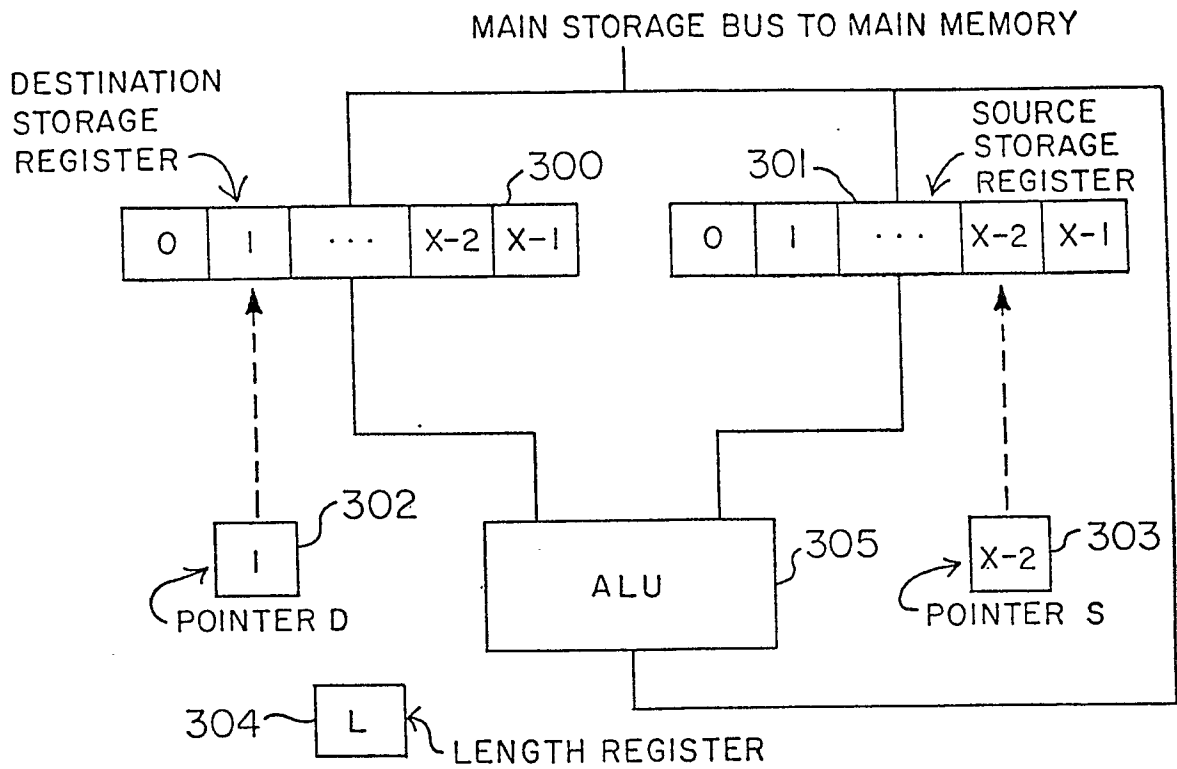 MAIN STORAGE BUS TO MAIN MEMORY
DESTINATION
STORAGE
REGISTER
SOURCE
STORAGE
REGISTER
300
301
0 1 ... X-2 X-1
0 1 ... X-2 X-1
302
1
POINTER D
305
ALU
303
X-2
POINTER S
304
L
LENGTH REGISTER